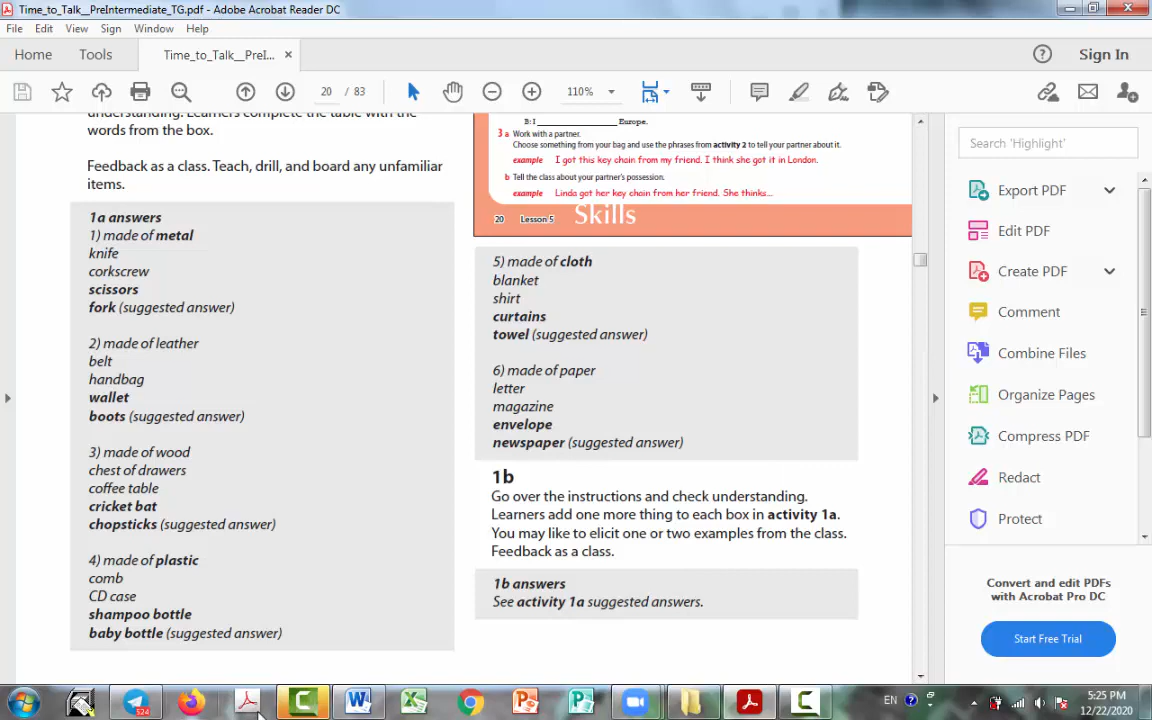 Time_to_Talk__PreIntermediate_TG.pdf - Adobe Acrobat Reader DC
File Edit View Sign Window Help
Home Tools Time_to_Talk__PreI... × Sign In
20 / 83 110%
understanding. Learners complete the table with the
words from the box.
Feedback as a class. Teach, drill, and board any unfamiliar
items.
1a answers
1) made of metal
knife
corkscrew
scissors
fork (suggested answer)
2) made of leather
belt
handbag
wallet
boots (suggested answer)
3) made of wood
chest of drawers
coffee table
cricket bat
chopsticks (suggested answer)
4) made of plastic
comb
CD case
shampoo bottle
baby bottle (suggested answer)
B: I ________________ Europe.
3 a Work with a partner.
Choose something from your bag and use the phrases from activity 2 to tell your partner about it.
example I got this key chain from my friend. I think she got it in London.
b Tell the class about your partner's possession.
example Linda got her key chain from her friend. She thinks...
20 Lesson 5 Skills
5) made of cloth
blanket
shirt
curtains
towel (suggested answer)
6) made of paper
letter
magazine
envelope
newspaper (suggested answer)
1b
Go over the instructions and check understanding.
Learners add one more thing to each box in activity 1a.
You may like to elicit one or two examples from the class.
Feedback as a class.
1b answers
See activity 1a suggested answers.
Search 'Highlight'
Export PDF
Edit PDF
Create PDF
Comment
Combine Files
Organize Pages
Compress PDF
Redact
Protect
Convert and edit PDFs
with Acrobat Pro DC
Start Free Trial
524
EN
5:25 PM
12/22/2020